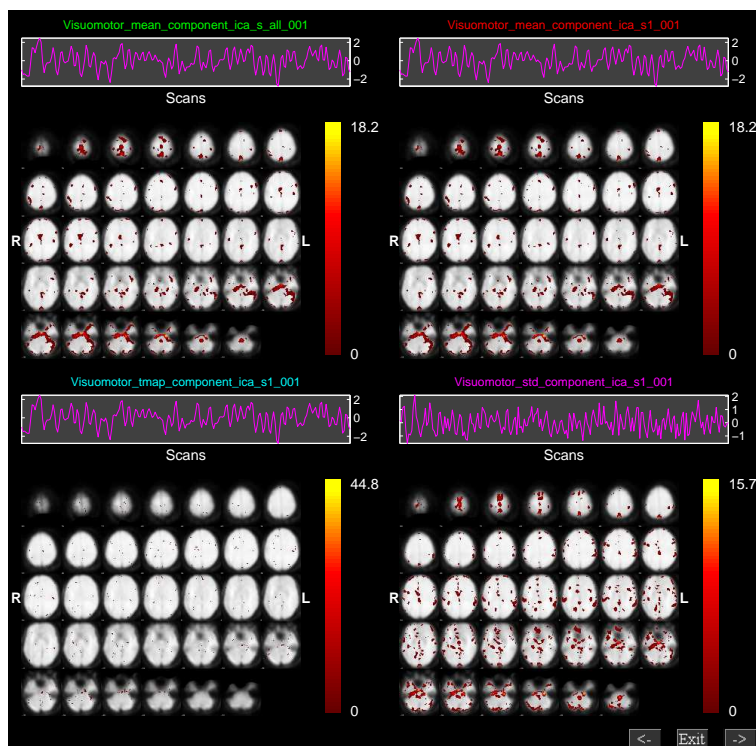 Visuomotor_mean_component_ica_s_all_001
2
0
−2
Scans
18.2
R
L
0
Visuomotor_mean_component_ica_s1_001
2
0
−2
Scans
18.2
R
L
0
Visuomotor_tmap_component_ica_s1_001
2
0
−2
Scans
44.8
R
L
0
Visuomotor_std_component_ica_s1_001
2
1
0
−1
Scans
15.7
R
L
0
<- Exit ->